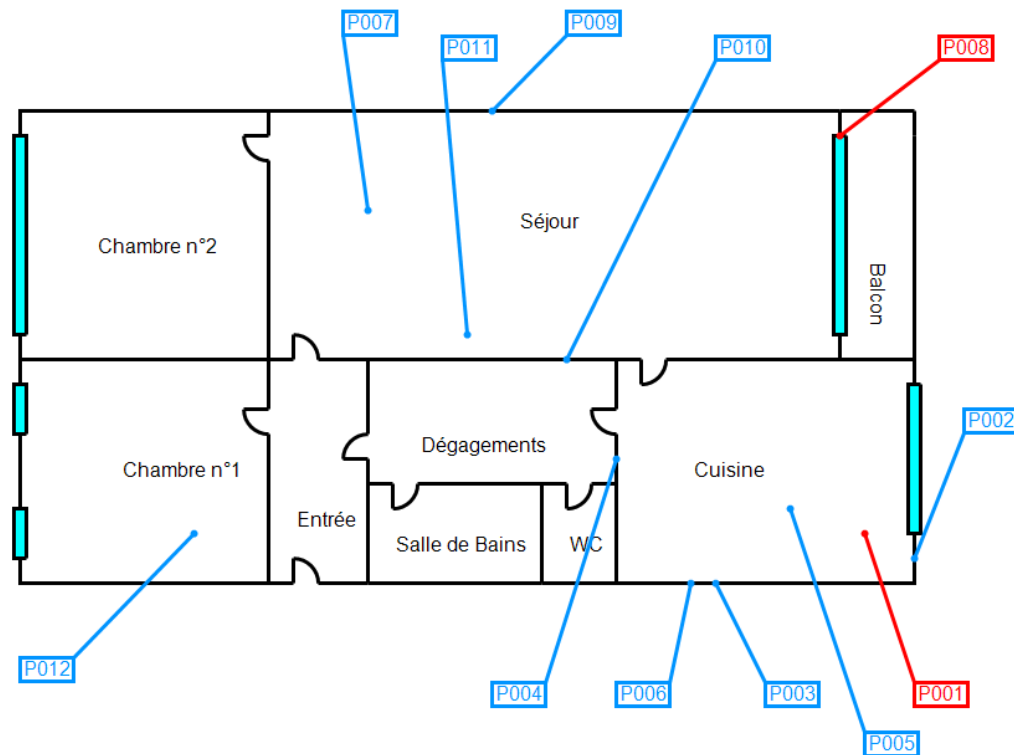 P007
P009
P011
P010
P008
Séjour
Chambre n°2
Balcon
P002
Dégagements
Chambre n°1
Cuisine
Entrée
Salle de Bains
WC
P012
P004
P006
P003
P001
P005